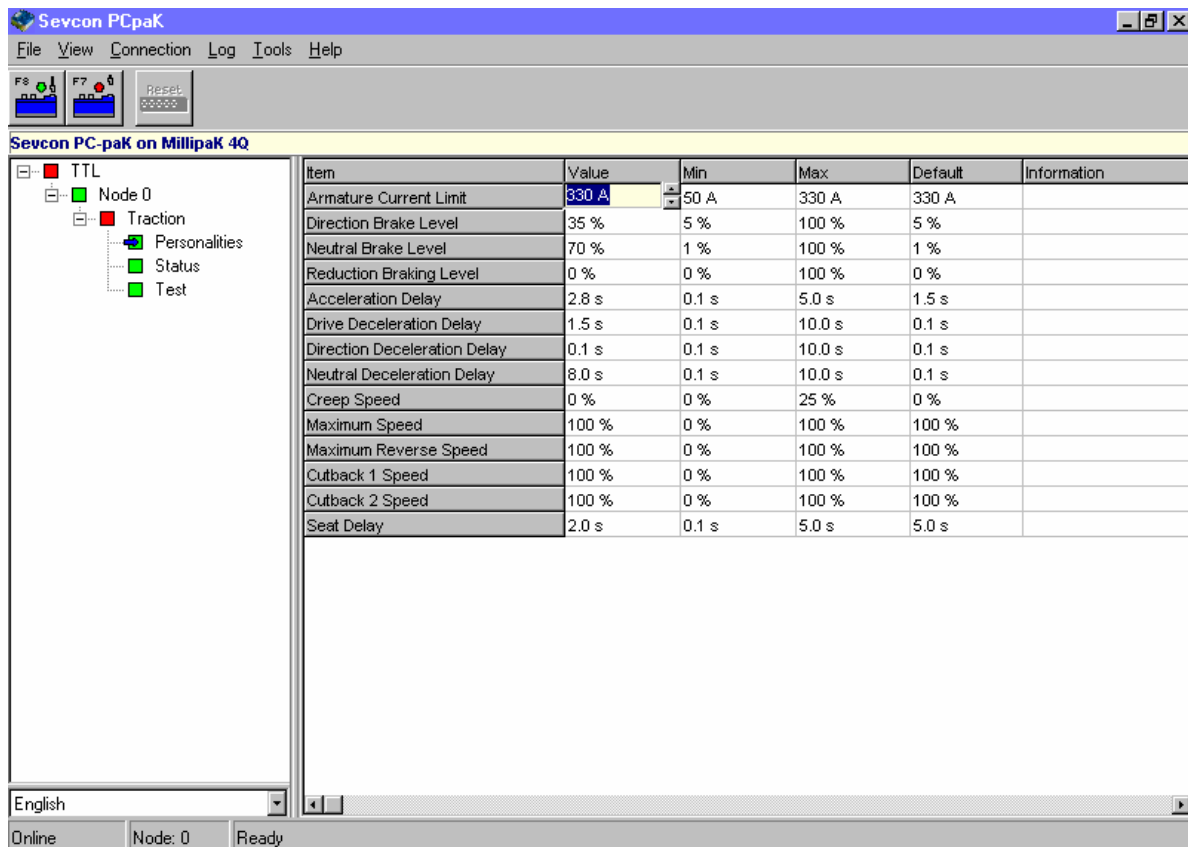 Sevcon PCpaK
File View Connection Log Tools Help
F8 F7 Reset
Sevcon PC-paK on MillipaK 4Q
TTL
Node 0
Traction
Personalities
Status
Test
Item Value Min Max Default Information
Armature Current Limit 330 A 50 A 330 A 330 A
Direction Brake Level 35 % 5 % 100 % 5 %
Neutral Brake Level 70 % 1 % 100 % 1 %
Reduction Braking Level 0 % 0 % 100 % 0 %
Acceleration Delay 2.8 s 0.1 s 5.0 s 1.5 s
Drive Deceleration Delay 1.5 s 0.1 s 10.0 s 0.1 s
Direction Deceleration Delay 0.1 s 0.1 s 10.0 s 0.1 s
Neutral Deceleration Delay 8.0 s 0.1 s 10.0 s 0.1 s
Creep Speed 0 % 0 % 25 % 0 %
Maximum Speed 100 % 0 % 100 % 100 %
Maximum Reverse Speed 100 % 0 % 100 % 100 %
Cutback 1 Speed 100 % 0 % 100 % 100 %
Cutback 2 Speed 100 % 0 % 100 % 100 %
Seat Delay 2.0 s 0.1 s 5.0 s 5.0 s
English
Online Node: 0 Ready